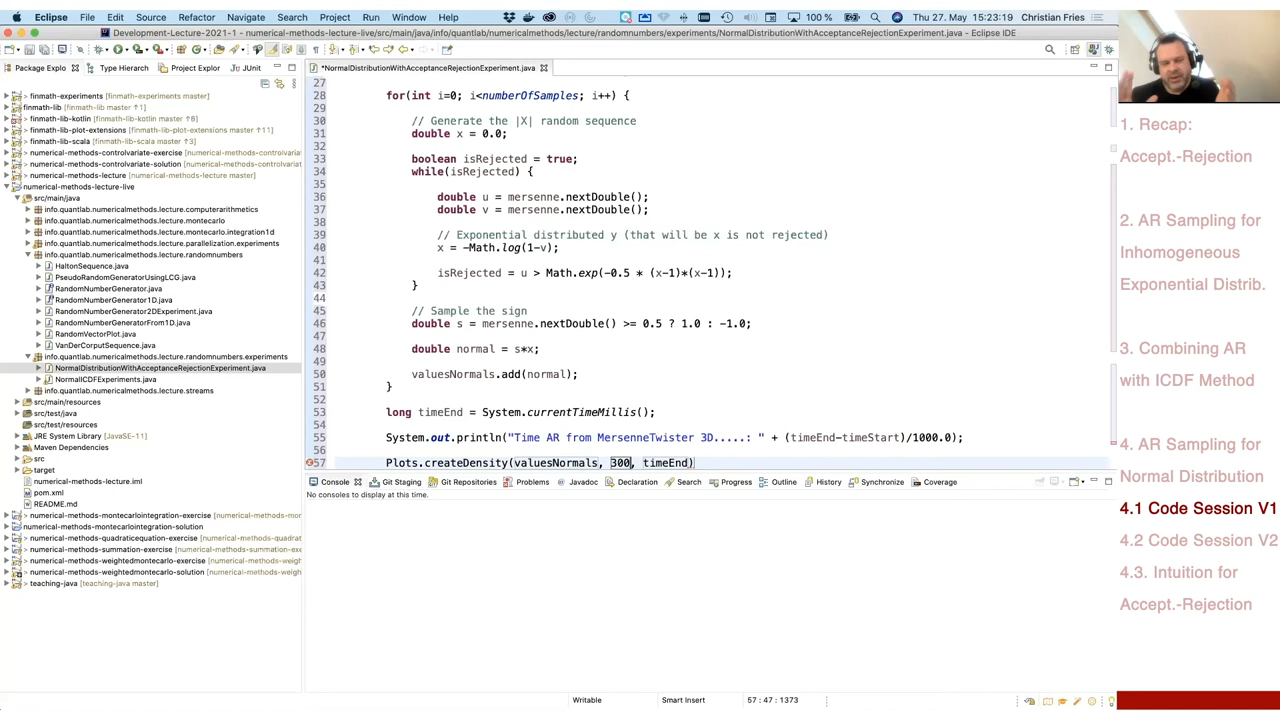 Eclipse File Edit Source Refactor Navigate Search Project Run Window Help 100 % Thu 27. May 15:23:19 Christian Fries
Development-Lecture-2021-1 - numerical-methods-lecture-live/src/main/java/info/quantlab/numericalmethods/lecture/randomnumbers/experiments/NormalDistributionWithAcceptanceRejectionExperiment.java - Eclipse IDE
Package Explo Type Hierarch Project Explor JUnit
> finmath-experiments (finmath-experiments master)
finmath-lib (finmath-lib master ↑1)
> finmath-lib-kotlin (finmath-lib-kotlin master ↑6)
> finmath-lib-plot-extensions (finmath-lib-plot-extensions master ↑11)
> finmath-lib-scala (finmath-lib-scala master ↑3)
> numerical-methods-controlvariate-exercise (numerical-methods-controlvariat
> numerical-methods-controlvariate-solution (numerical-methods-controlvariat
> numerical-methods-lecture (numerical-methods-lecture master)
numerical-methods-lecture-live
src/main/java
info.quantlab.numericalmethods.lecture.computerarithmetics
info.quantlab.numericalmethods.lecture.montecarlo
info.quantlab.numericalmethods.lecture.montecarlo.integration1d
info.quantlab.numericalmethods.lecture.parallelization.experiments
info.quantlab.numericalmethods.lecture.randomnumbers
HaltonSequence.java
PseudoRandomGeneratorUsingLCG.java
RandomNumberGenerator.java
RandomNumberGenerator1D.java
RandomNumberGenerator2DExperiment.java
RandomNumberGeneratorFrom1D.java
RandomVectorPlot.java
VanDerCorputSequence.java
info.quantlab.numericalmethods.lecture.randomnumbers.experiments
NormalDistributionWithAcceptanceRejectionExperiment.java
NormalICDFExperiments.java
info.quantlab.numericalmethods.lecture.streams
src/main/resources
src/test/java
src/test/resources
JRE System Library [JavaSE-11]
Maven Dependencies
src
target
numerical-methods-lecture.iml
pom.xml
README.md
> numerical-methods-montecarlointegration-exercise (numerical-methods-mon
numerical-methods-montecarlointegration-solution
> numerical-methods-quadraticequation-exercise (numerical-methods-quadrat
> numerical-methods-summation-exercise (numerical-methods-summation-exe
> numerical-methods-weightedmontecarlo-exercise (numerical-methods-weigh
> numerical-methods-weightedmontecarlo-solution (numerical-methods-weigh
> teaching-java (teaching-java master)
*NormalDistributionWithAcceptanceRejectionExperiment.java
27
28 for(int i=0; i<numberOfSamples; i++) {
29
30 // Generate the |X| random sequence
31 double x = 0.0;
32
33 boolean isRejected = true;
34 while(isRejected) {
35
36 double u = mersenne.nextDouble();
37 double v = mersenne.nextDouble();
38
39 // Exponential distributed y (that will be x is not rejected)
40 x = -Math.log(1-v);
41
42 isRejected = u > Math.exp(-0.5 * (x-1)*(x-1));
43 }
44
45 // Sample the sign
46 double s = mersenne.nextDouble() >= 0.5 ? 1.0 : -1.0;
47
48 double normal = s*x;
49
50 valuesNormals.add(normal);
51 }
52
53 long timeEnd = System.currentTimeMillis();
54
55 System.out.println("Time AR from MersenneTwister 3D.....: " + (timeEnd-timeStart)/1000.0);
56
57 Plots.createDensity(valuesNormals, 300, timeEnd)
Console Git Staging Git Repositories Problems Javadoc Declaration Search Progress Outline History Synchronize Coverage
No consoles to display at this time.
Writable Smart Insert 57 : 47 : 1373
1. Recap:
Accept.-Rejection
2. AR Sampling for
Inhomogeneous
Exponential Distrib.
3. Combining AR
with ICDF Method
4. AR Sampling for
Normal Distribution
4.1 Code Session V1
4.2 Code Session V2
4.3. Intuition for
Accept.-Rejection